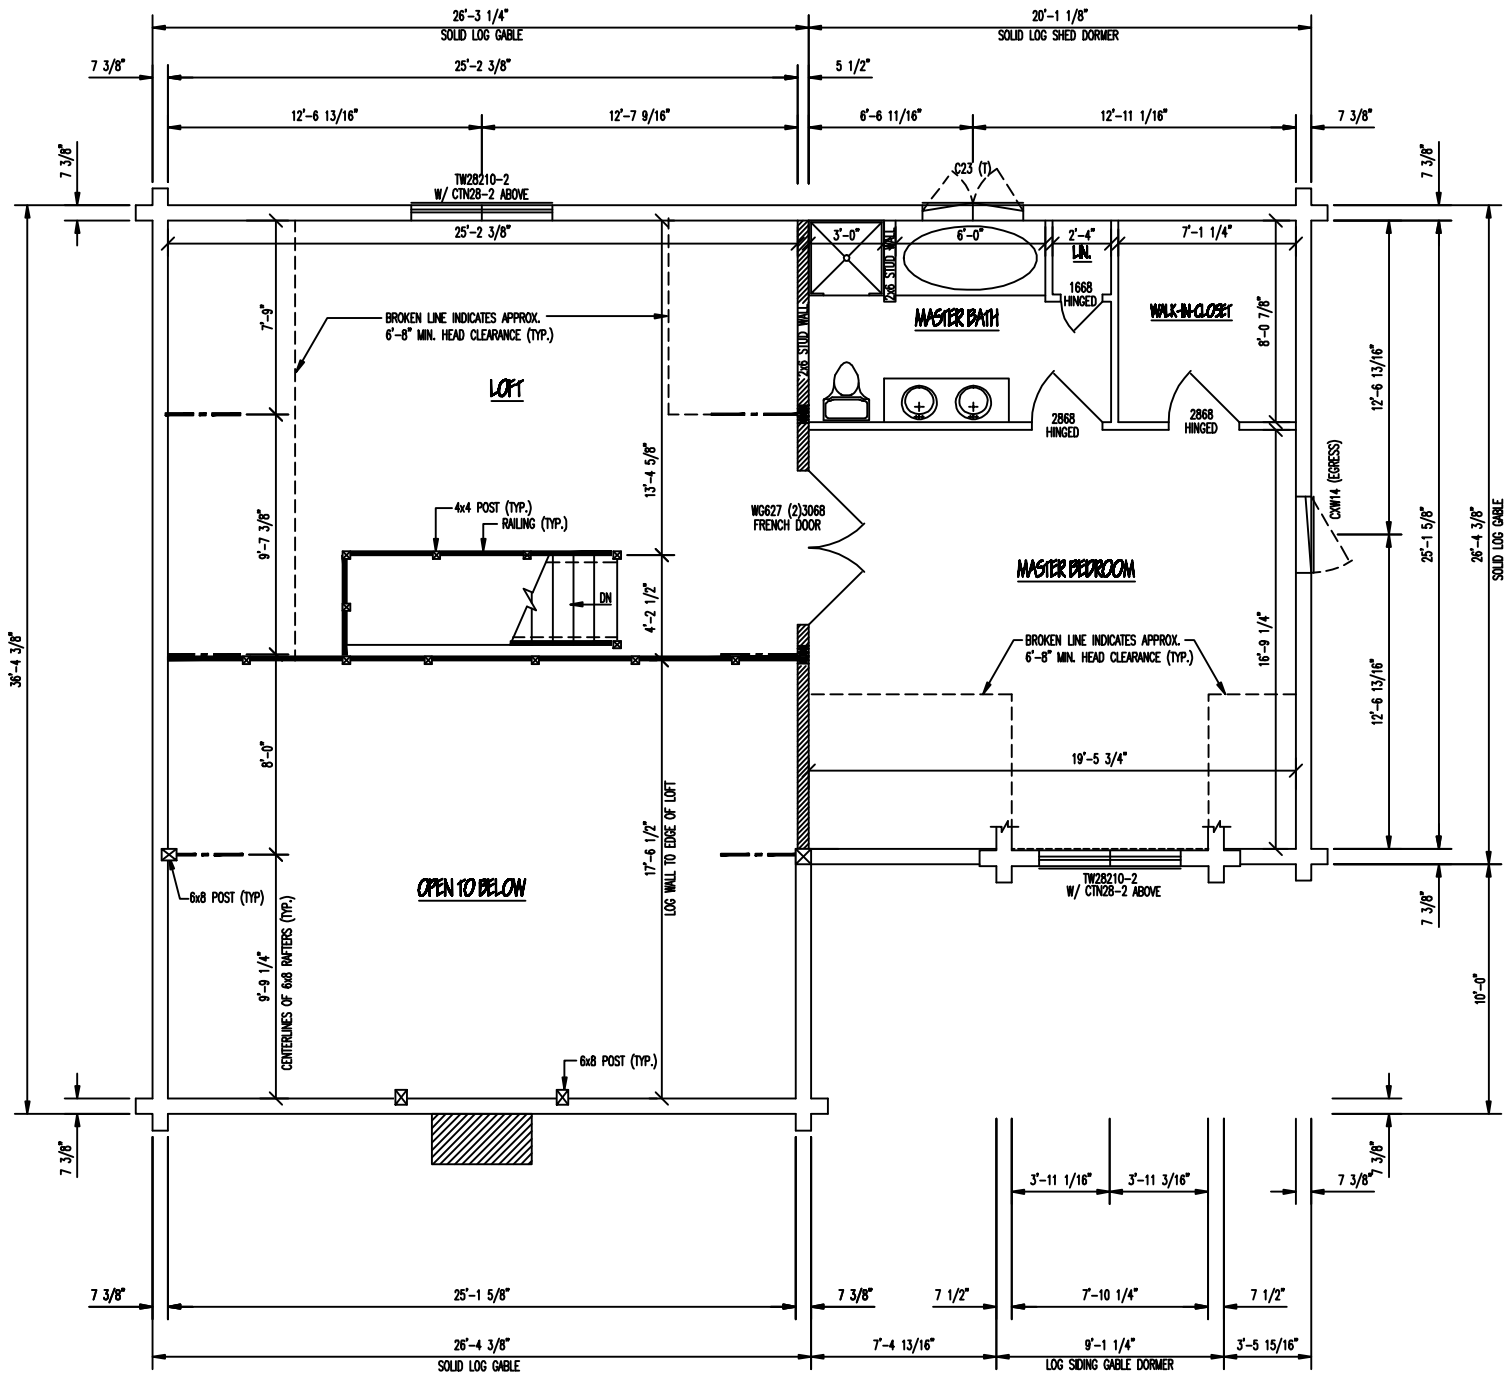 26'-3 1/4"
SOLID LOG GABLE
20'-1 1/8"
SOLID LOG SHED DORMER
7 3/8"
25'-2 3/8"
5 1/2"
12'-6 13/16"
12'-7 9/16"
6'-6 11/16"
12'-11 1/16"
7 3/8"
7 3/8"
7 3/8"
TW28210-2
W/ CTN28-2 ABOVE
C23 (T)
25'-2 3/8"
3'-0"
2x6 STUD WALL
6'-0"
2'-4"
LIN.
7'-1 1/4"
1668
HINGED
7'-9"
BROKEN LINE INDICATES APPROX.
6'-8" MIN. HEAD CLEARANCE (TYP.)
2x6 STUD WALL
MASTER BATH
WALK-IN-CLOSET
8'-0 7/8"
LOFT
12'-6 13/16"
2868
HINGED
2868
HINGED
13'-4 5/8"
CXW14 (EGRESS)
4x4 POST (TYP.)
RAILING (TYP.)
WG627 (2)3068
FRENCH DOOR
9'-7 3/8"
25'-1 5/8"
26'-4 3/8"
SOLID LOG GABLE
MASTER BEDROOM
DN
4'-2 1/2"
16'-9 1/4"
BROKEN LINE INDICATES APPROX.
6'-8" MIN. HEAD CLEARANCE (TYP.)
36'-4 3/8"
12'-6 13/16"
8'-0"
19'-5 3/4"
17'-6 1/2"
LOG WALL TO EDGE OF LOFT
OPEN TO BELOW
6x8 POST (TYP)
TW28210-2
W/ CTN28-2 ABOVE
7 3/8"
9'-9 1/4"
CENTERLINES OF 6x8 RAFTERS (TYP.)
10'-0"
6x8 POST (TYP.)
7 3/8"
7 3/8"
3'-11 1/16"
3'-11 3/16"
7 3/8"
7 3/8"
25'-1 5/8"
7 3/8"
7 1/2"
7'-10 1/4"
7 1/2"
26'-4 3/8"
SOLID LOG GABLE
7'-4 13/16"
9'-1 1/4"
LOG SIDING GABLE DORMER
3'-5 15/16"